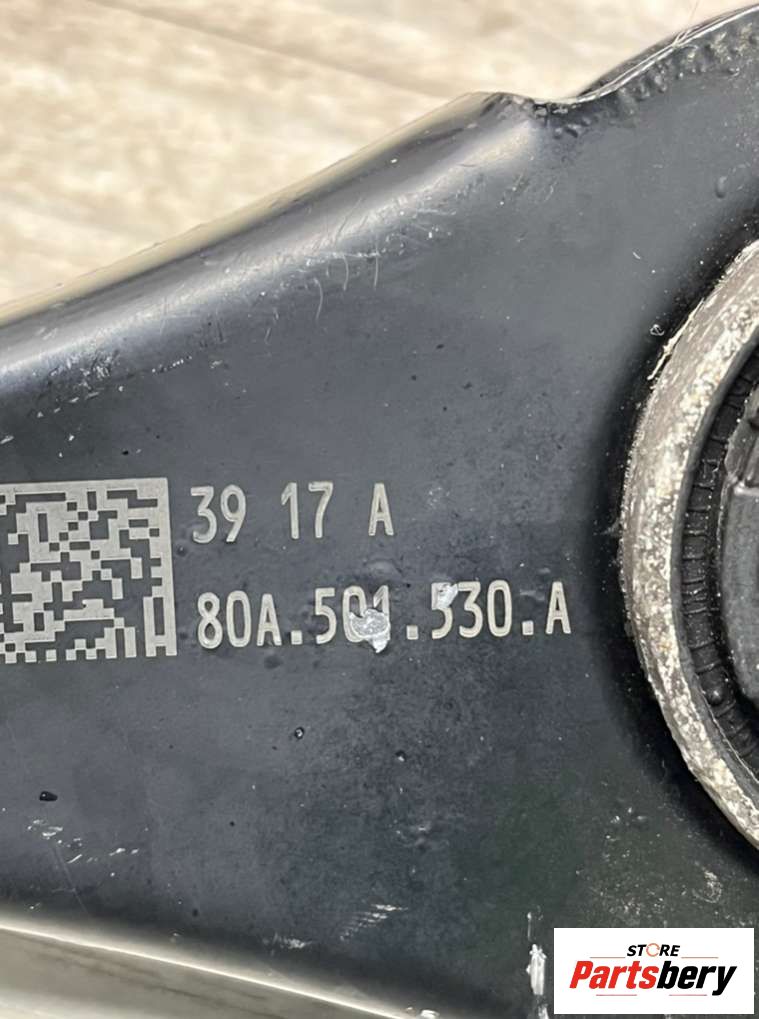 39 17 A
80A.501.530.A
STORE
Partsbery